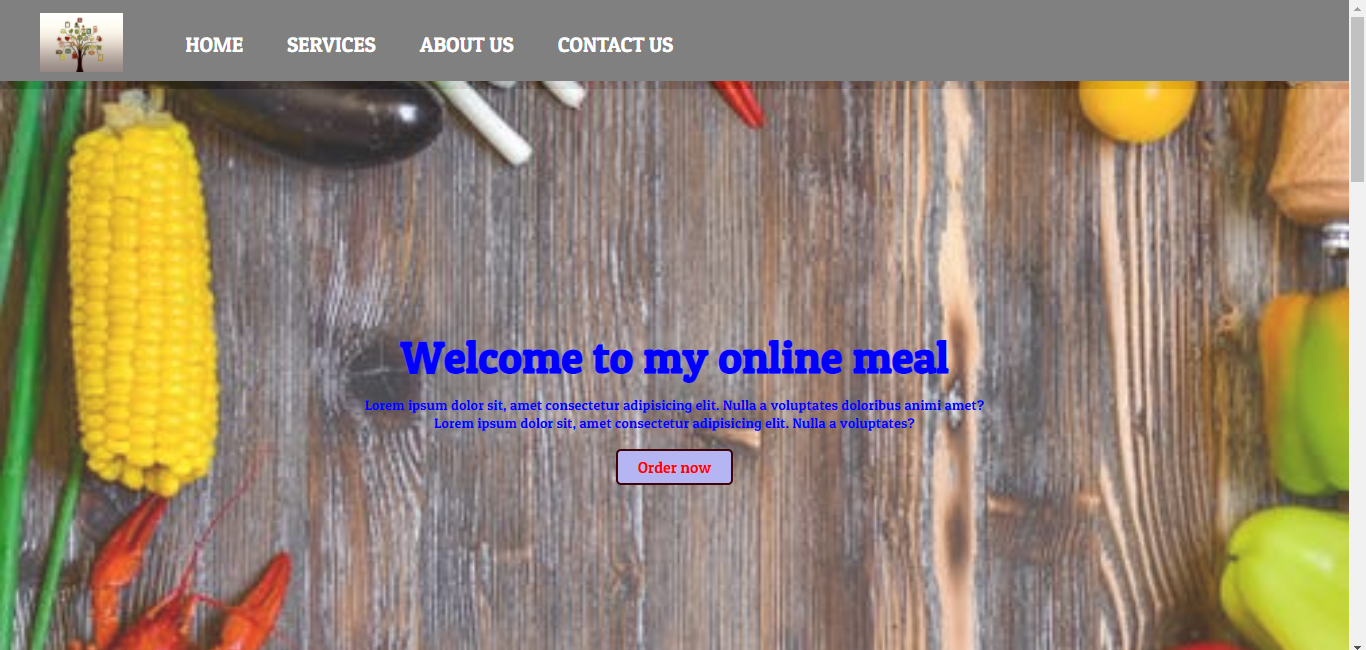 HOME SERVICES ABOUT US CONTACT US
Welcome to my online meal
Lorem ipsum dolor sit, amet consectetur adipisicing elit. Nulla a voluptates doloribus animi amet?
Lorem ipsum dolor sit, amet consectetur adipisicing elit. Nulla a voluptates?
Order now